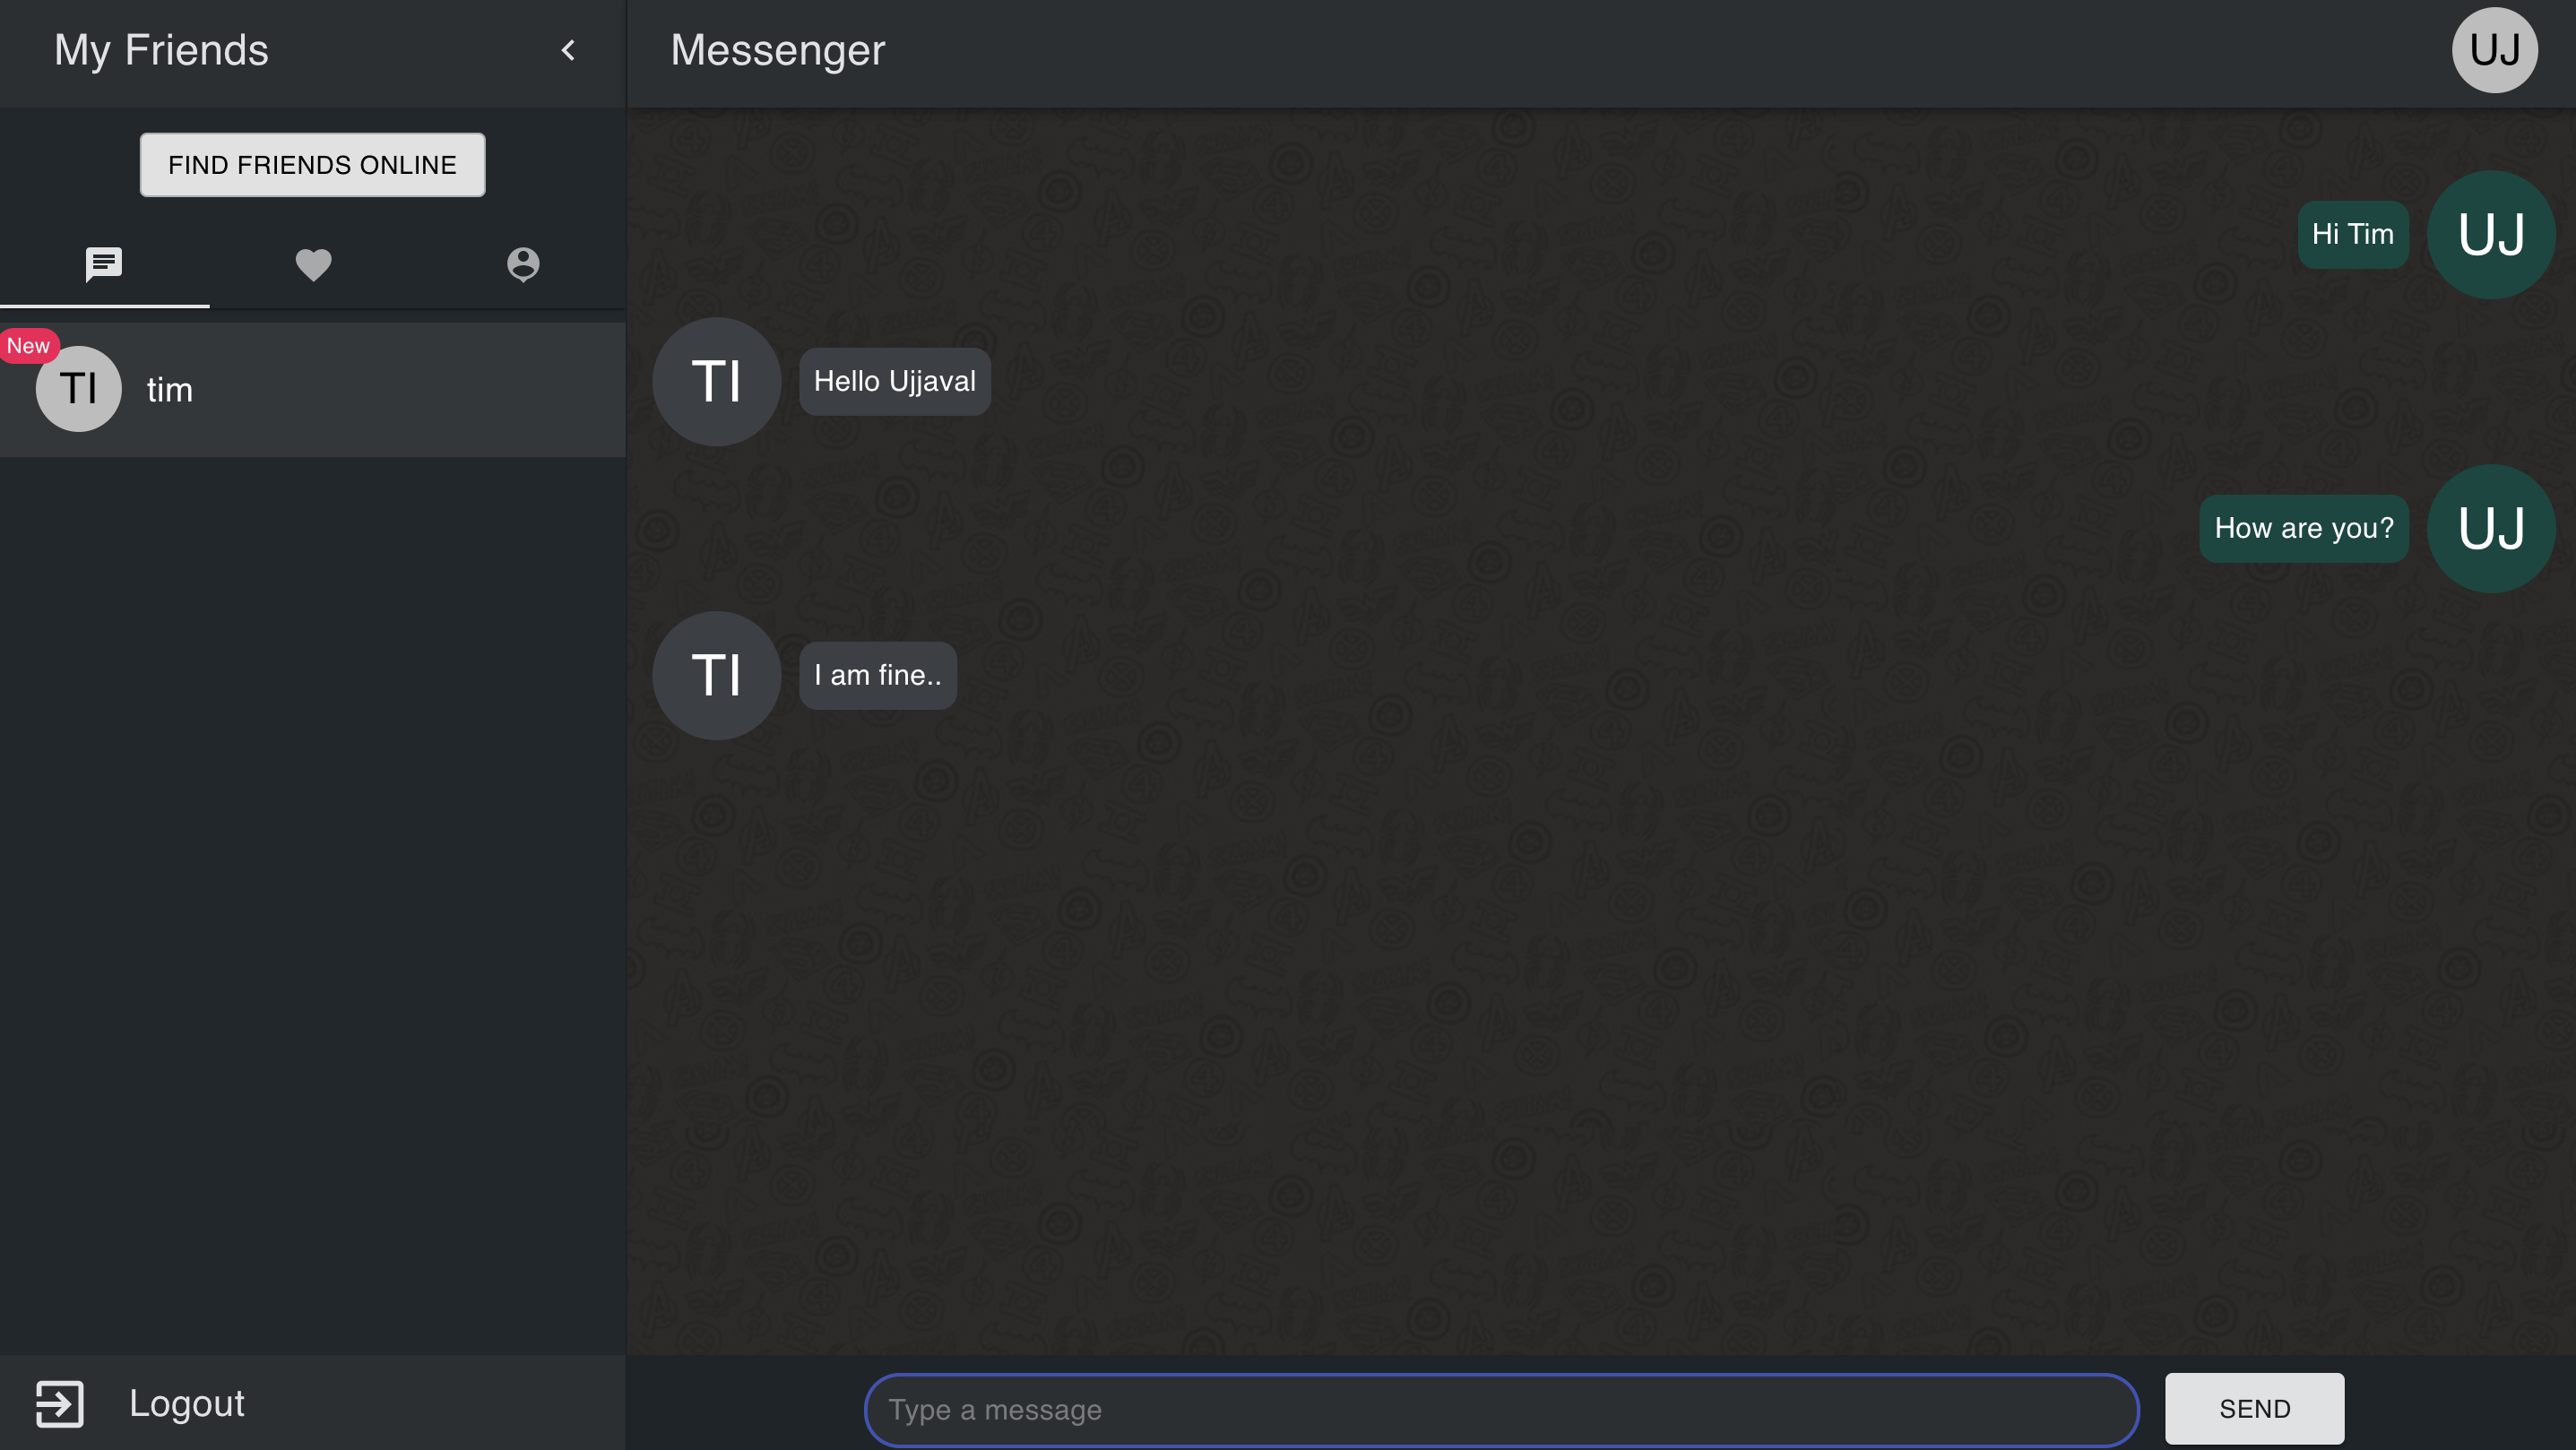 My Friends
Messenger
UJ
FIND FRIENDS ONLINE
New
TI
tim
Hi Tim
UJ
TI
Hello Ujjaval
How are you?
UJ
TI
I am fine..
Logout
Type a message
SEND